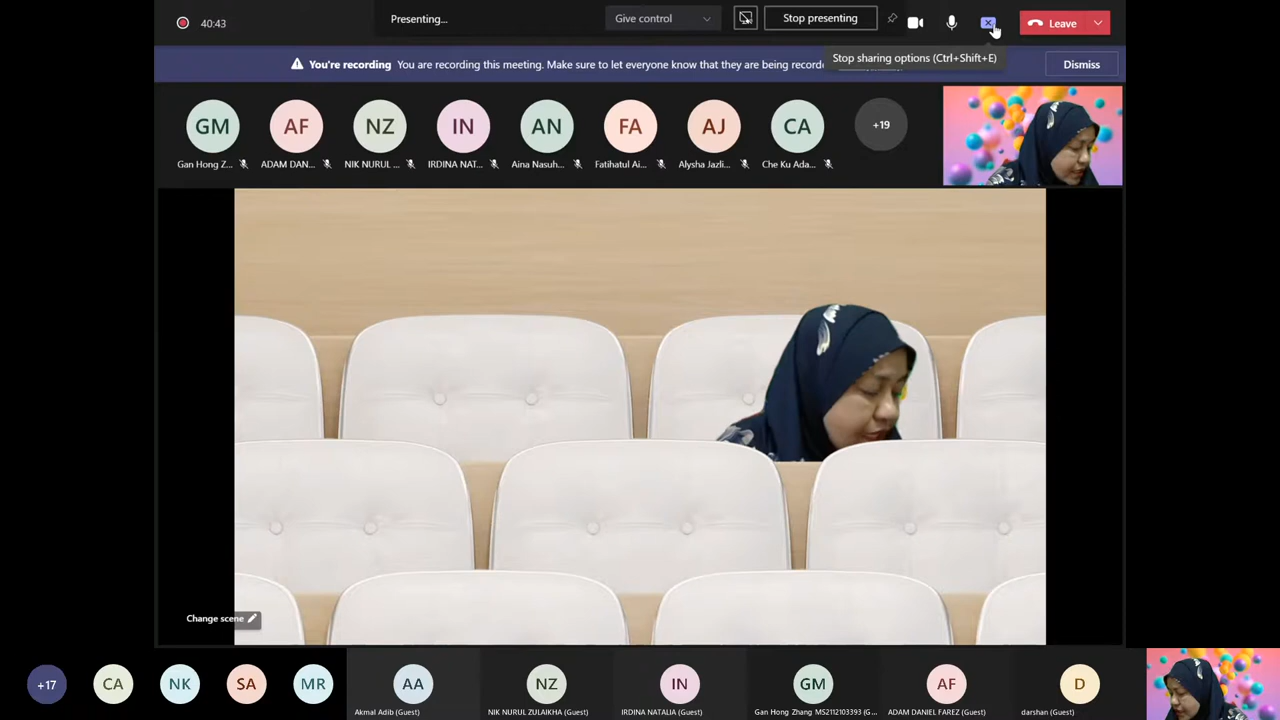 40:43
Presenting...
Give control
Stop presenting
Leave
Stop sharing options (Ctrl+Shift+E)
You're recording You are recording this meeting. Make sure to let everyone know that they are being recorde
Dismiss
GM AF NZ IN AN FA AJ CA +19
Gan Hong Z... ADAM DAN... NIK NURUL ... IRDINA NAT... Aina Nasuh... Fatihatul Ai... Alysha Jazli... Che Ku Ada...
Change scene
+17 CA NK SA MR AA NZ IN GM AF D
Akmal Adib (Guest) NIK NURUL ZULAIKHA (Guest) IRDINA NATALIA (Guest) Gan Hong Zhang MS2112103393 (G... ADAM DANIEL FAREZ (Guest) darshan (Guest)